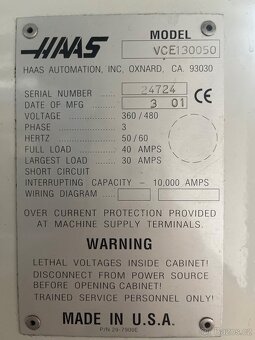 HAAS
MODEL
VCE130050
HAAS AUTOMATION, INC, OXNARD, CA. 93030
SERIAL NUMBER 24724
DATE OF MFG 3 01 CE
VOLTAGE 360 / 480
PHASE 3
HERTZ 50 / 60
FULL LOAD 40 AMPS
LARGEST LOAD 30 AMPS
SHORT CIRCUIT
INTERRUPTING CAPACITY - 10,000 AMPS
WIRING DIAGRAM
OVER CURRENT PROTECTION PROVIDED
AT MACHINE SUPPLY TERMINALS.
WARNING
LETHAL VOLTAGES INSIDE CABINET!
DISCONNECT FROM POWER SOURCE
BEFORE OPENING CABINET!
TRAINED SERVICE PERSONNEL ONLY!
MADE IN U.S.A.